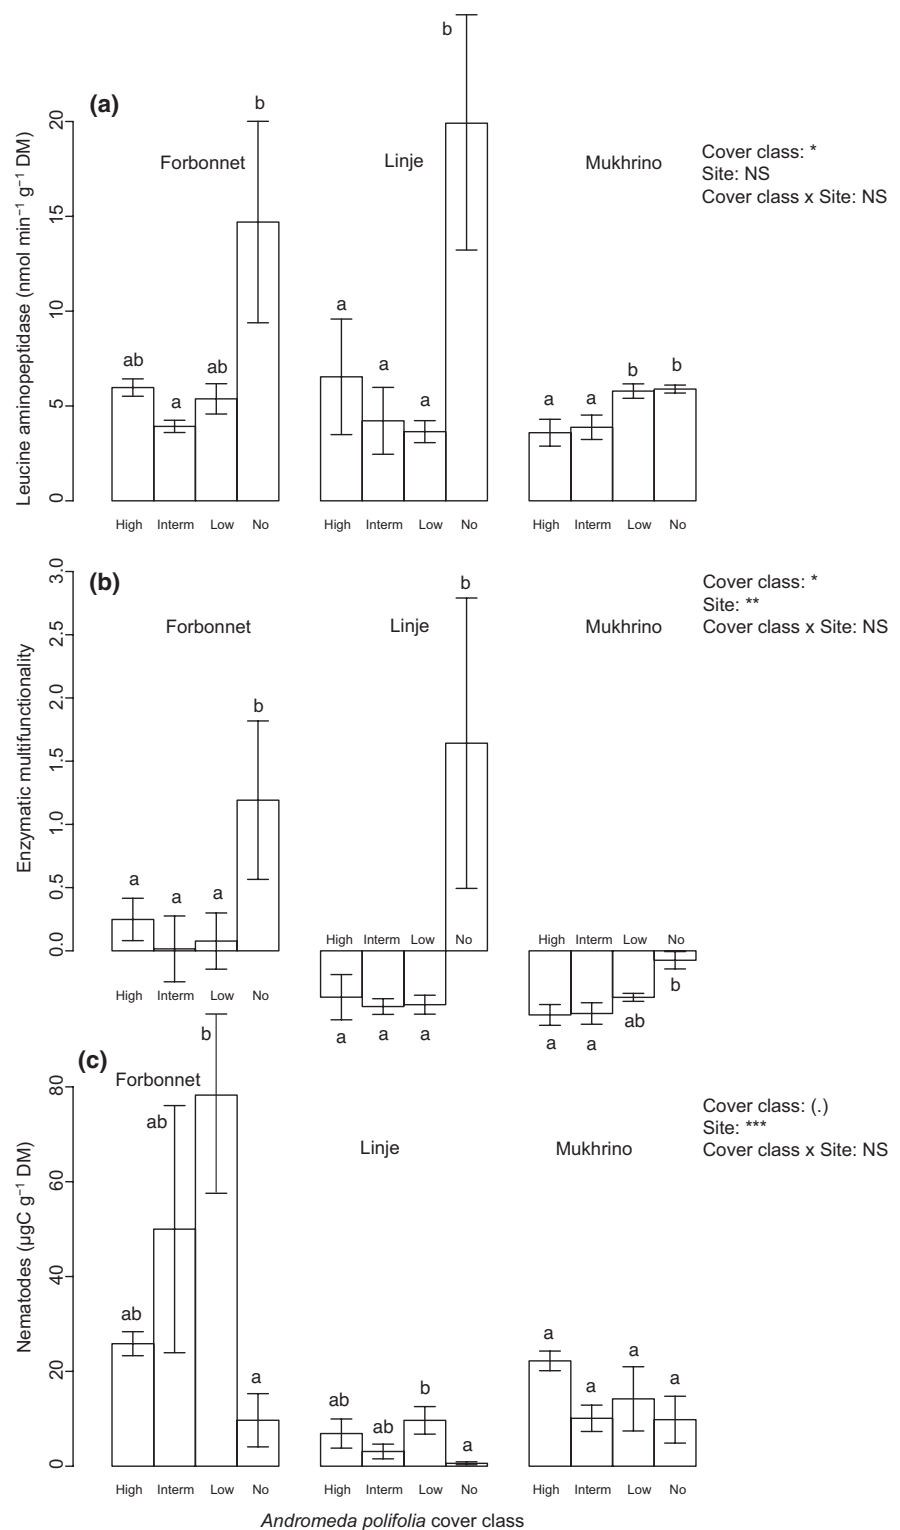 (a)
Leucine aminopeptidase (nmol min⁻¹ g⁻¹ DM)
20
15
10
5
0
Forbonnet
Linje
Mukhrino
Cover class: *
Site: NS
Cover class x Site: NS
ab
a
ab
b
a
a
a
b
a
a
b
b
High Interm Low No
High Interm Low No
High Interm Low No
(b)
Enzymatic multifunctionality
3.0
2.5
2.0
1.5
1.0
0.5
0.0
Forbonnet
Linje
Mukhrino
Cover class: *
Site: **
Cover class x Site: NS
a
a
a
b
b
High Interm Low No
High Interm Low No
High Interm Low No
a
a
a
a
a
ab
b
(c)
Nematodes (µgC g⁻¹ DM)
80
60
40
20
0
Forbonnet
Linje
Mukhrino
Cover class: (.)
Site: ***
Cover class x Site: NS
ab
ab
b
a
ab
ab
b
a
a
a
a
a
High Interm Low No
High Interm Low No
High Interm Low No
Andromeda polifolia cover class